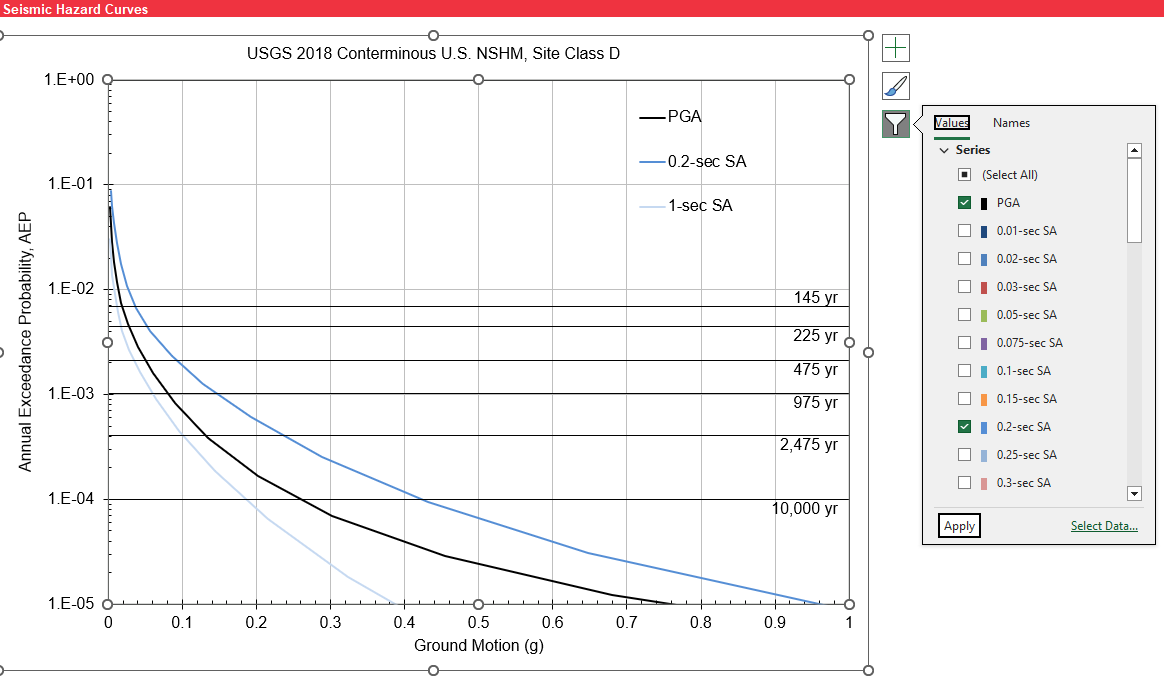 Seismic Hazard Curves
USGS 2018 Conterminous U.S. NSHM, Site Class D
Annual Exceedance Probability, AEP
1.E+00
1.E-01
1.E-02
1.E-03
1.E-04
1.E-05
PGA
0.2-sec SA
1-sec SA
145 yr
225 yr
475 yr
975 yr
2,475 yr
10,000 yr
0 0.1 0.2 0.3 0.4 0.5 0.6 0.7 0.8 0.9 1
Ground Motion (g)
Values Names
Series
(Select All)
PGA
0.01-sec SA
0.02-sec SA
0.03-sec SA
0.05-sec SA
0.075-sec SA
0.1-sec SA
0.15-sec SA
0.2-sec SA
0.25-sec SA
0.3-sec SA
Apply Select Data...